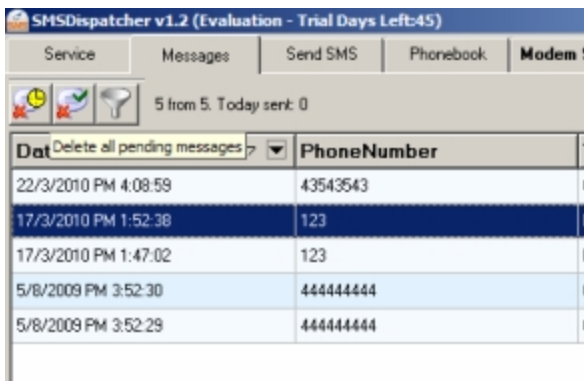 SMSDispatcher v1.2 (Evaluation - Trial Days Left:45)
Service Messages Send SMS Phonebook Modem
5 from 5. Today sent: 0
Delete all pending messages
Dat PhoneNumber
22/3/2010 PM 4:08:59 43543543
17/3/2010 PM 1:52:38 123
17/3/2010 PM 1:47:02 123
5/8/2009 PM 3:52:30 444444444
5/8/2009 PM 3:52:29 444444444